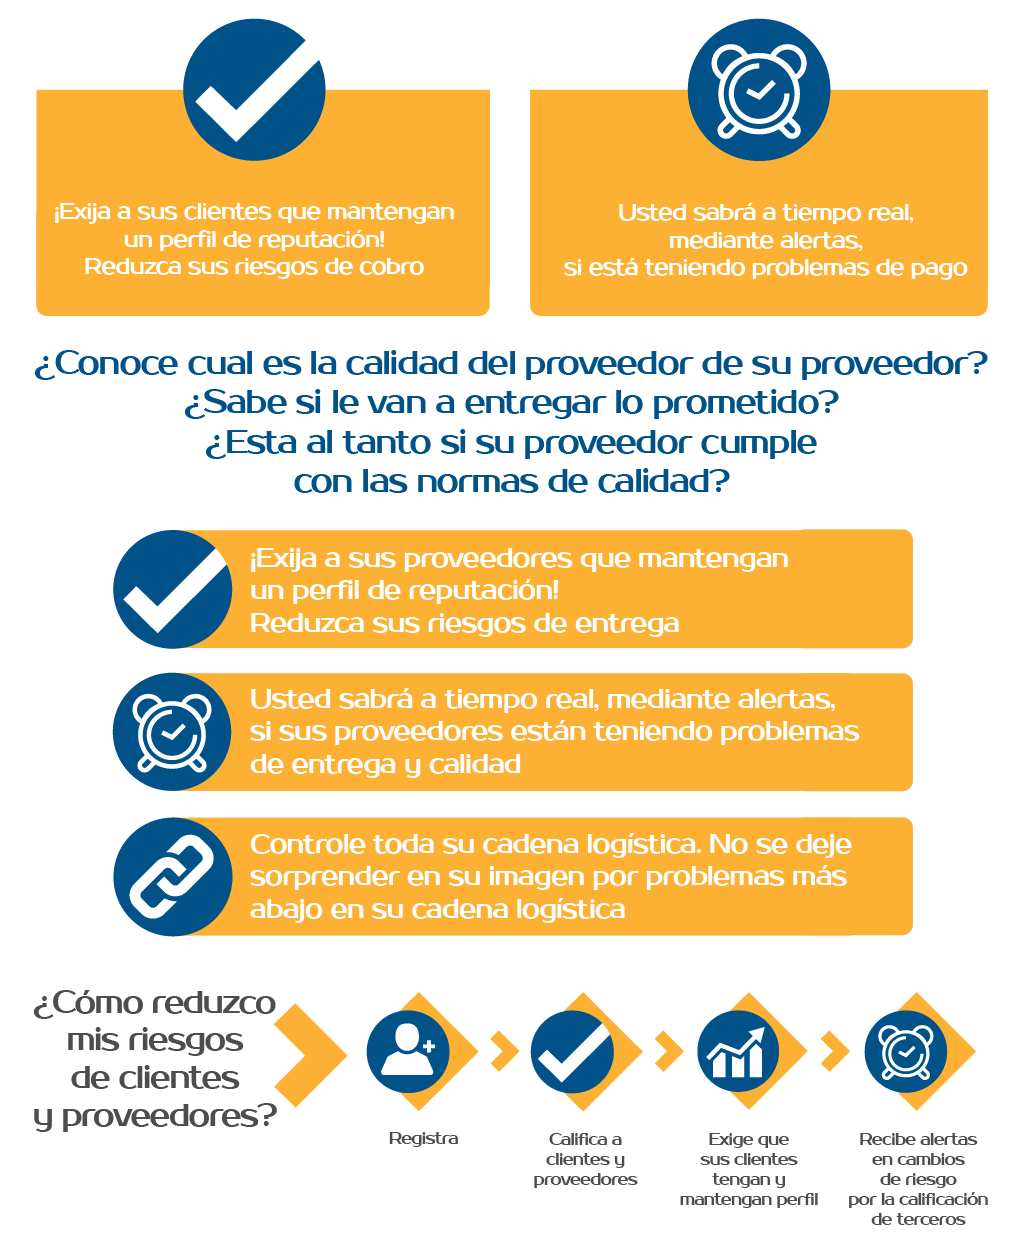 ¡Exija a sus clientes que mantengan
un perfil de reputación!
Reduzca sus riesgos de cobro
Usted sabrá a tiempo real,
mediante alertas,
si está teniendo problemas de pago
¿Conoce cual es la calidad del proveedor de su proveedor?
¿Sabe si le van a entregar lo prometido?
¿Esta al tanto si su proveedor cumple
con las normas de calidad?
¡Exija a sus proveedores que mantengan
un perfil de reputación!
Reduzca sus riesgos de entrega
Usted sabrá a tiempo real, mediante alertas,
si sus proveedores están teniendo problemas
de entrega y calidad
Controle toda su cadena logística. No se deje
sorprender en su imagen por problemas más
abajo en su cadena logística
¿Cómo reduzco
mis riesgos
de clientes
y proveedores?
Registra
Califica a
clientes y
proveedores
Exige que
sus clientes
tengan y
mantengan perfil
Recibe alertas
en cambios
de riesgo
por la calificación
de terceros